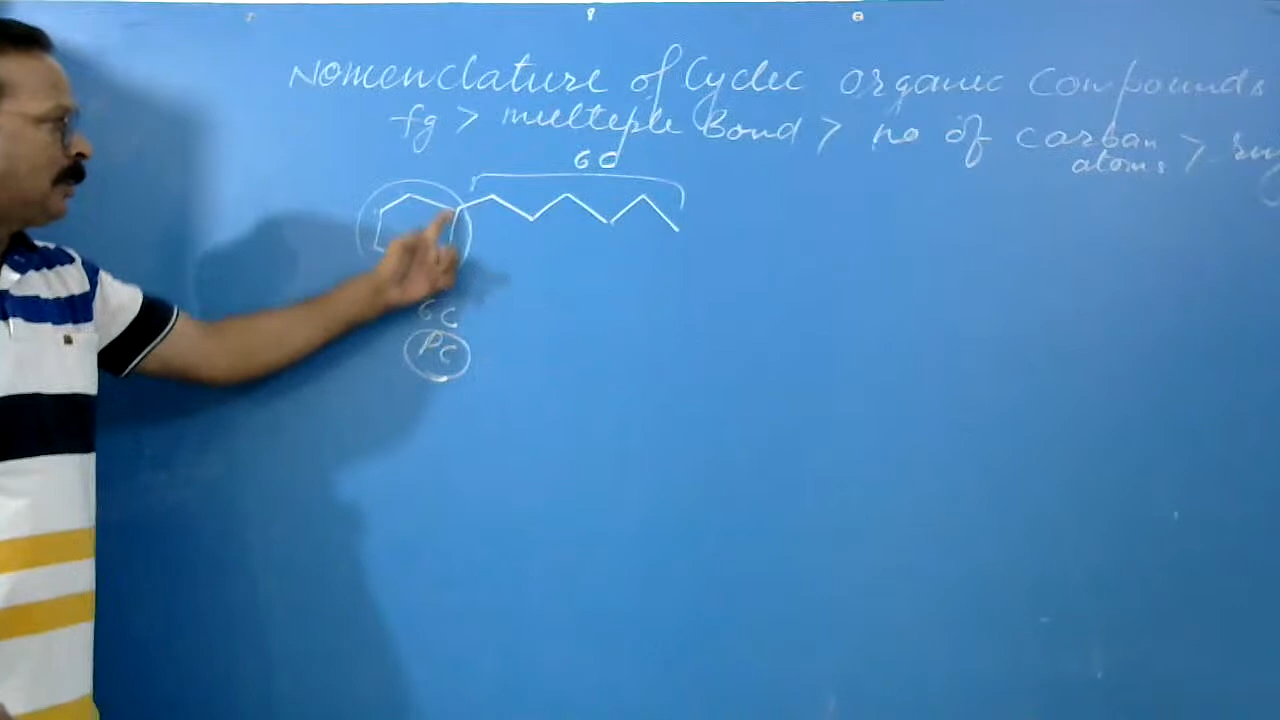 Nomenclature of Cyclic organic Compounds
fg > multiple Bond > no of carbon atoms >
6C
6C
PC